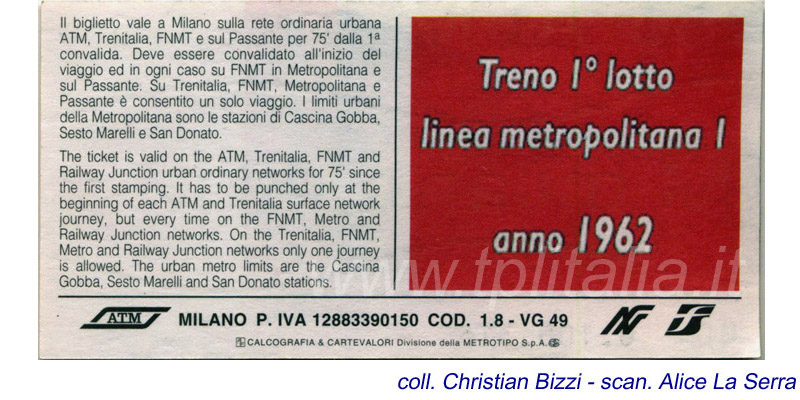 Il biglietto vale a Milano sulla rete ordinaria urbana
ATM, Trenitalia, FNMT e sul Passante per 75' dalla 1ª
convalida. Deve essere convalidato all'inizio del
viaggio ed in ogni caso su FNMT in Metropolitana e
sul Passante. Su Trenitalia, FNMT, Metropolitana e
Passante è consentito un solo viaggio. I limiti urbani
della Metropolitana sono le stazioni di Cascina Gobba,
Sesto Marelli e San Donato.
The ticket is valid on the ATM, Trenitalia, FNMT and
Railway Junction urban ordinary networks for 75' since
the first stamping. It has to be punched only at the
beginning of each ATM and Trenitalia surface network
journey, but every time on the FNMT, Metro and
Railway Junction networks. On the Trenitalia, FNMT,
Metro and Railway Junction networks only one journey
is allowed. The urban metro limits are the Cascina
Gobba, Sesto Marelli and San Donato stations.
Treno 1° lotto
linea metropolitana 1
anno 1962
www.tplitalia.it
ATM MILANO P. IVA 12883390150 COD. 1.8 - VG 49
CALCOGRAFIA & CARTEVALORI Divisione della METROTIPO S.p.A.
coll. Christian Bizzi - scan. Alice La Serra